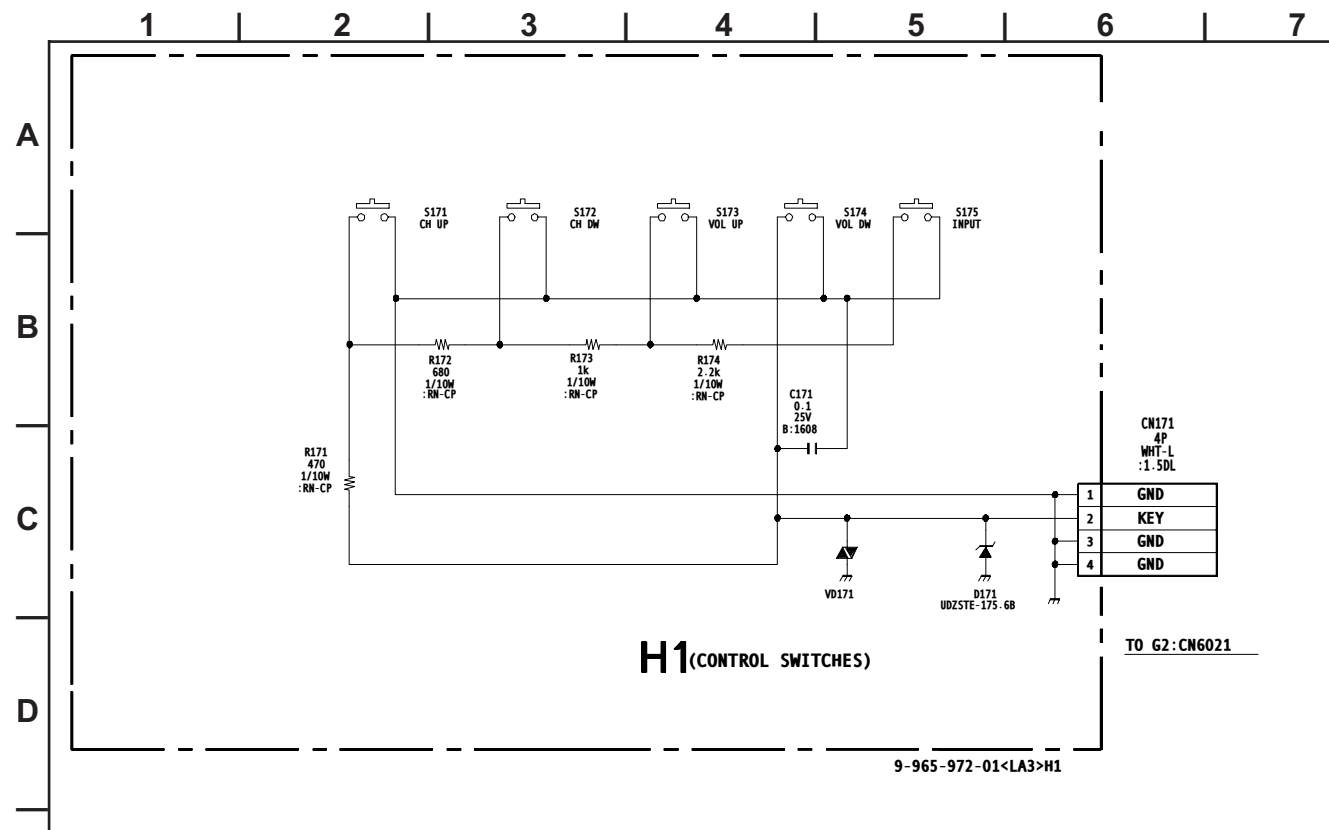 1 2 3 4 5 6 7
A
S171
CH UP
S172
CH DW
S173
VOL UP
S174
VOL DW
S175
INPUT
B
R172
680
1/10W
:RN-CP
R173
1k
1/10W
:RN-CP
R174
2.2k
1/10W
:RN-CP
C171
0.1
25V
B:1608
R171
470
1/10W
:RN-CP
CN171
4P
WHT-L
:1.5DL
C
1 GND
2 KEY
3 GND
4 GND
VD171
D171
UDZSTE-175.6B
H1(CONTROL SWITCHES)
TO G2:CN6021
D
9-965-972-01<LA3>H1